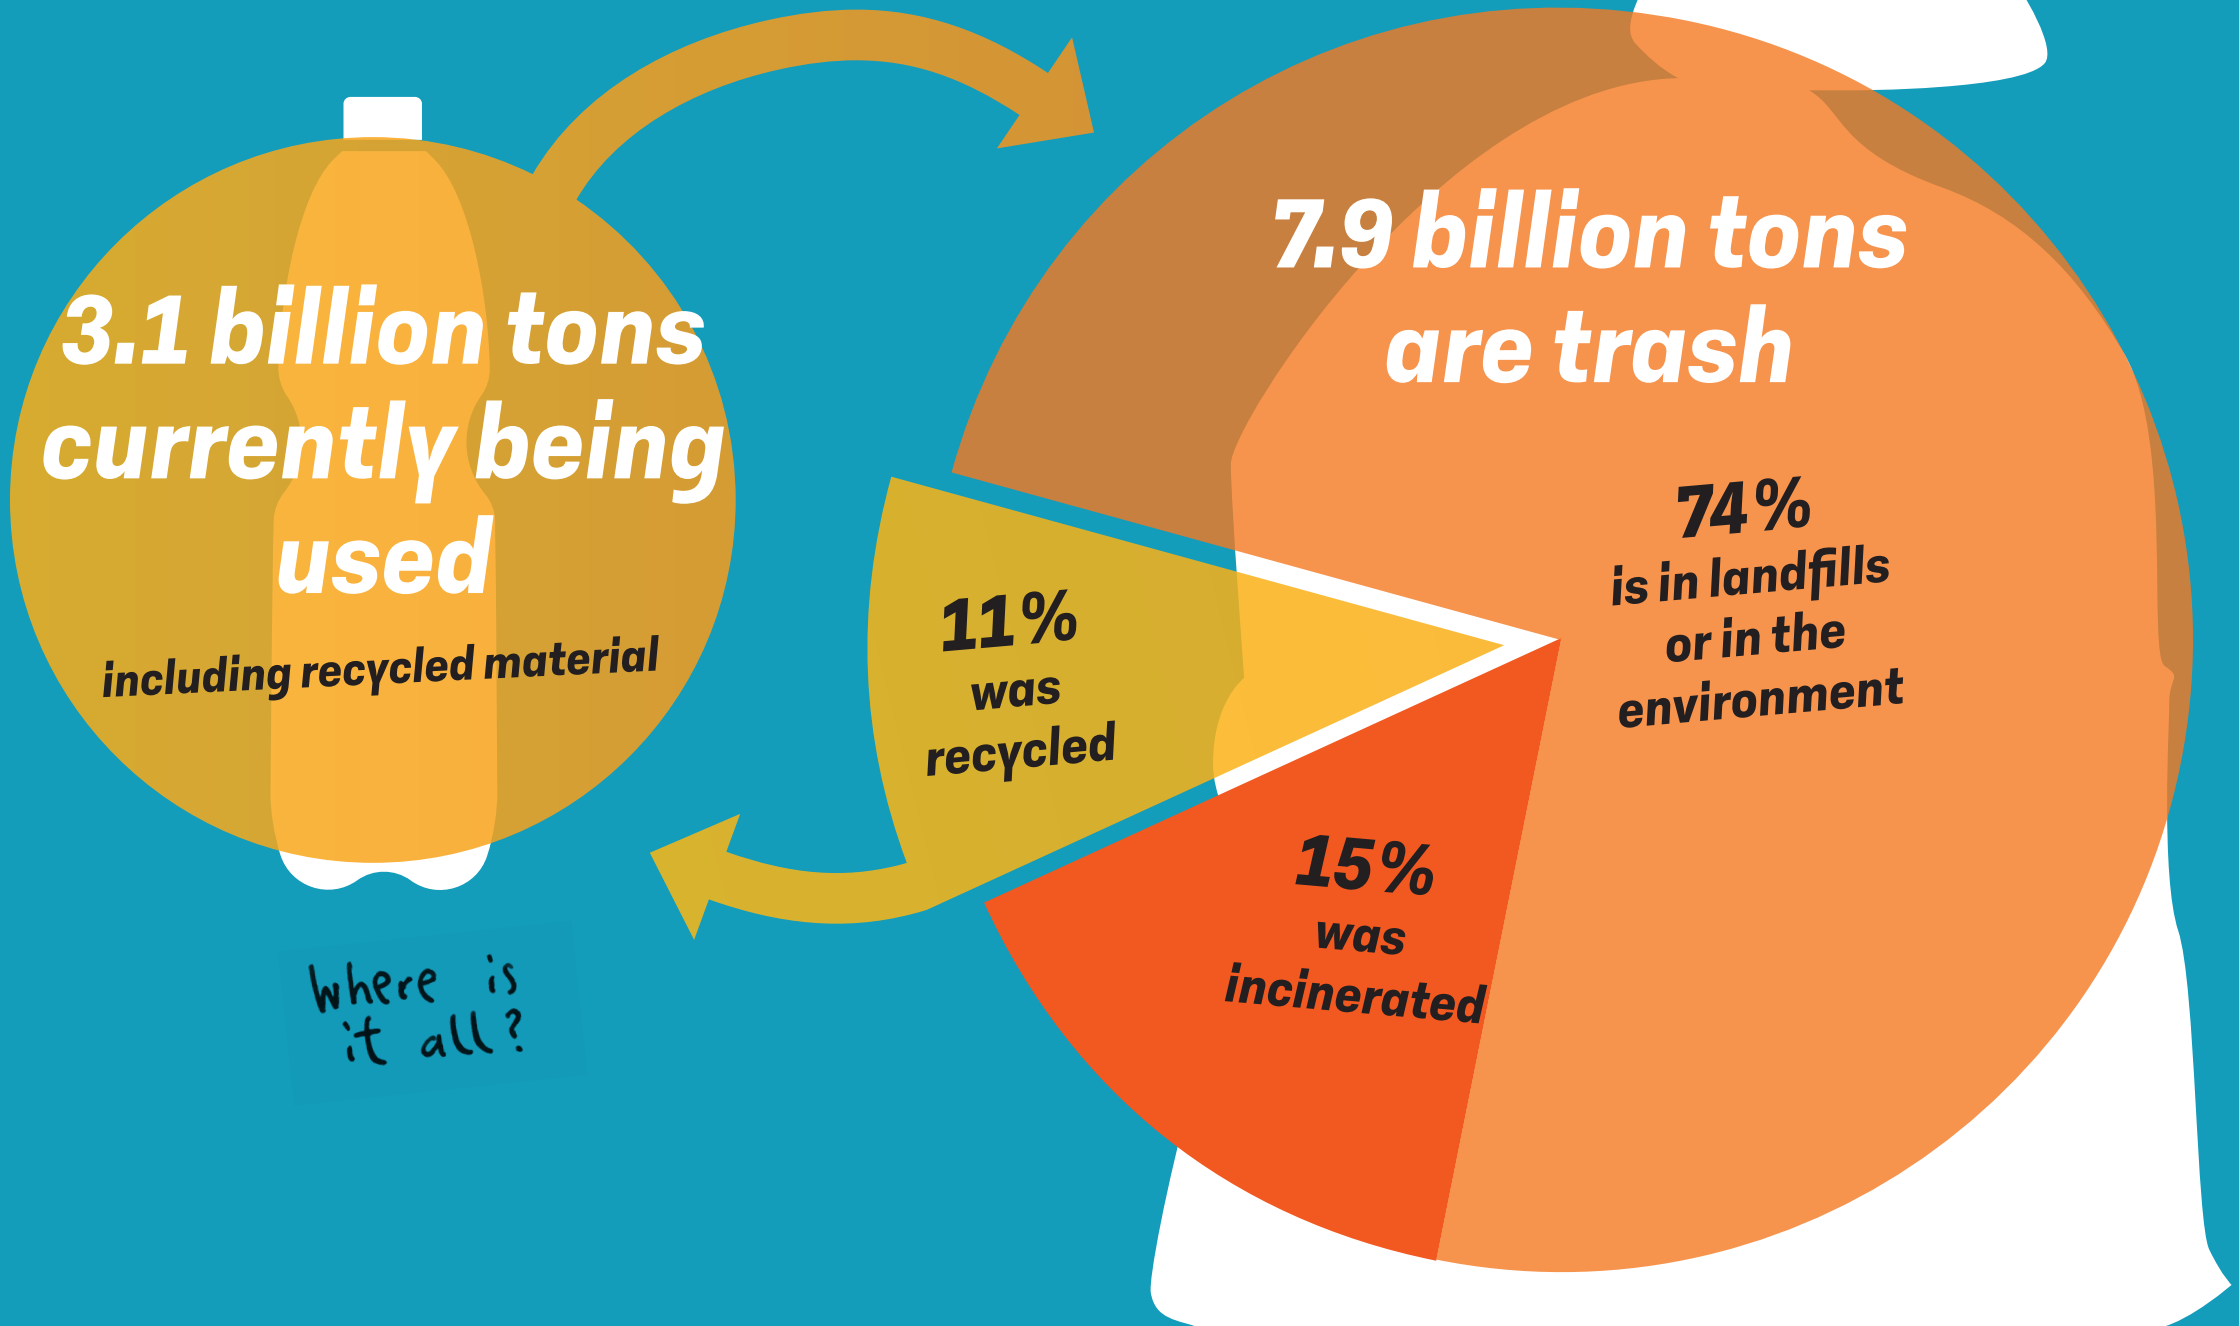 3.1 billion tons
currently being
used
including recycled material
7.9 billion tons
are trash
74%
is in landfills
or in the
environment
11%
was
recycled
15%
was
incinerated
Where is
it all?